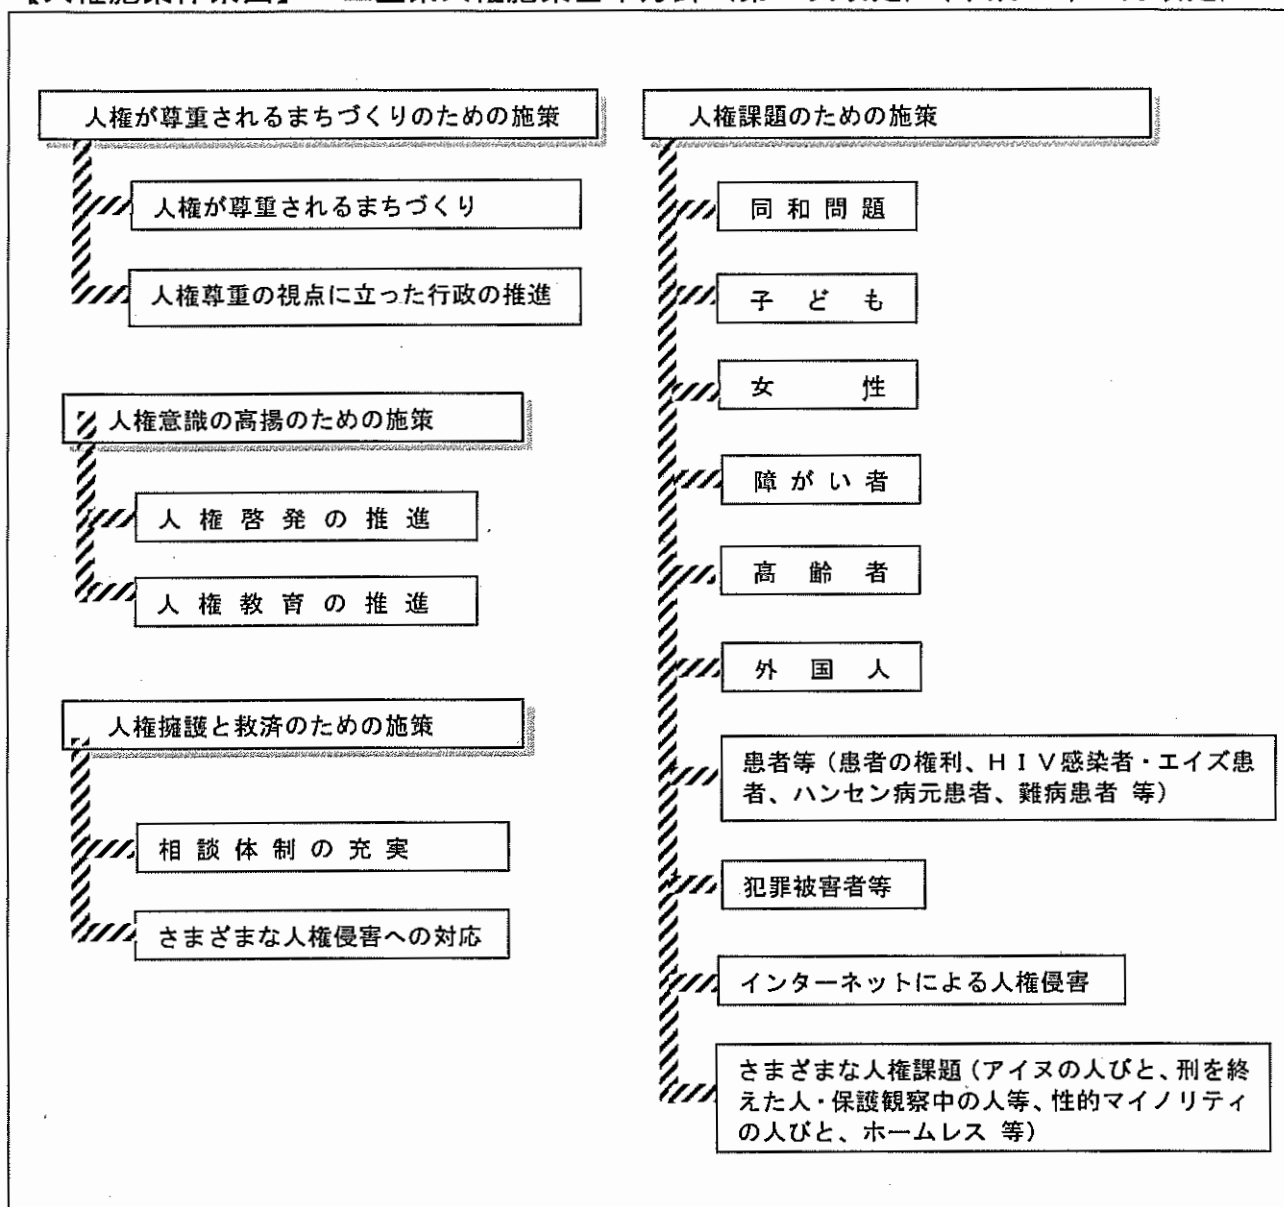 人権が尊重されるまちづくりのための施策
人権が尊重されるまちづくり
人権尊重の視点に立った行政の推進
人権意識の高揚のための施策
人権啓発の推進
人権教育の推進
人権擁護と救済のための施策
相談体制の充実
さまざまな人権侵害への対応
人権課題のための施策
同和問題
子ども
女性
障がい者
高齢者
外国人
患者等（患者の権利、ＨＩＶ感染者・エイズ患
者、ハンセン病元患者、難病患者 等）
犯罪被害者等
インターネットによる人権侵害
さまざまな人権課題（アイヌの人びと、刑を終
えた人・保護観察中の人等、性的マイノリティ
の人びと、ホームレス 等）